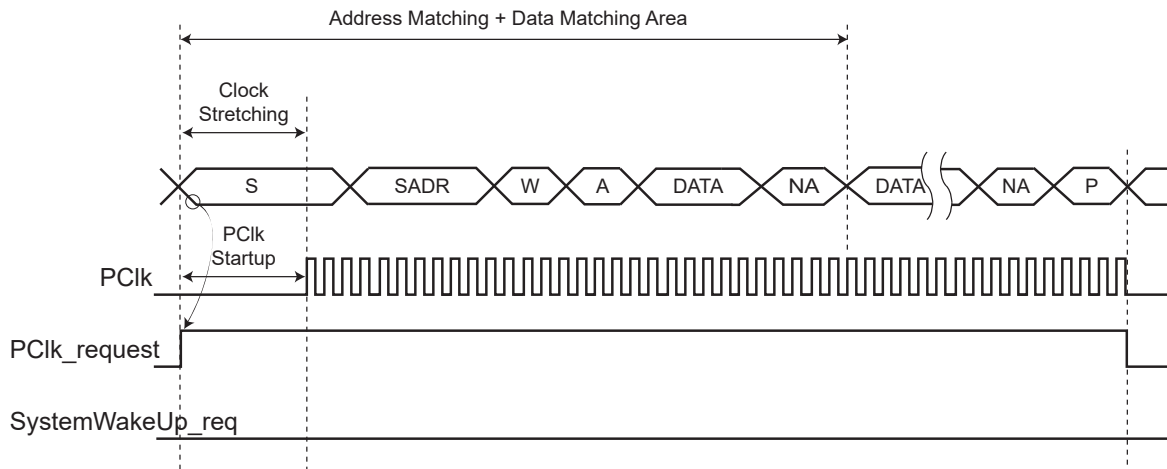 Address Matching + Data Matching Area
Clock
Stretching
S SADR W A DATA NA DATA NA P
PClk
Startup
PClk
PClk_request
SystemWakeUp_req